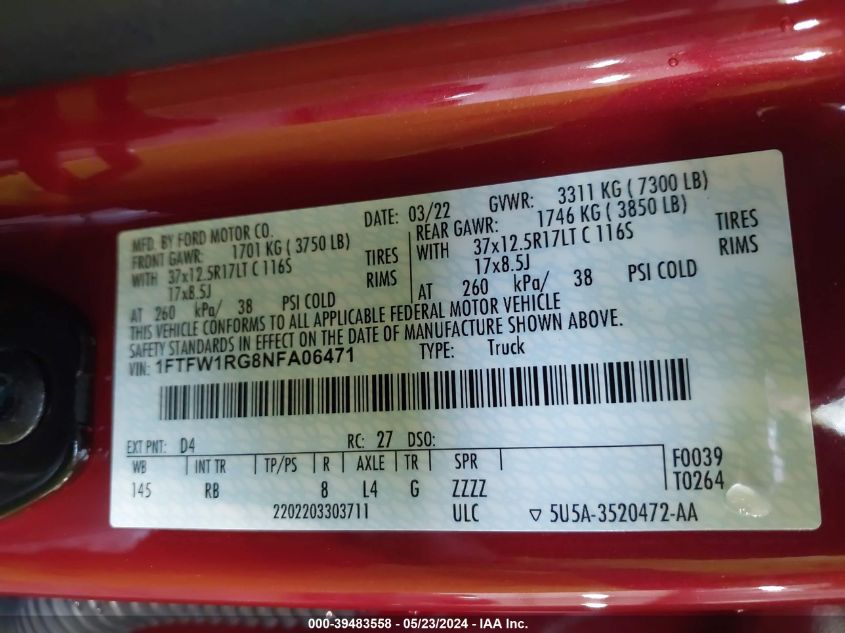 MFD. BY FORD MOTOR CO.
DATE: 03/22 GVWR: 3311 KG ( 7300 LB)
FRONT GAWR: 1701 KG ( 3750 LB)
WITH 37x12.5R17LT C 116S TIRES
17x8.5J RIMS
AT 260 kPa/ 38 PSI COLD
REAR GAWR: 1746 KG ( 3850 LB)
WITH 37x12.5R17LT C 116S TIRES
17x8.5J RIMS
AT 260 kPa/ 38 PSI COLD
THIS VEHICLE CONFORMS TO ALL APPLICABLE FEDERAL MOTOR VEHICLE
SAFETY STANDARDS IN EFFECT ON THE DATE OF MANUFACTURE SHOWN ABOVE.
VIN: 1FTFW1RG8NFA06471 TYPE: Truck
EXT PNT: D4 RC: 27 DSO:
WB INT TR TP/PS R AXLE TR SPR F0039
145 RB 8 L4 G ZZZZ T0264
2202203303711 ULC ▽ 5U5A-3520472-AA
000-39483558 - 05/23/2024 - IAA Inc.